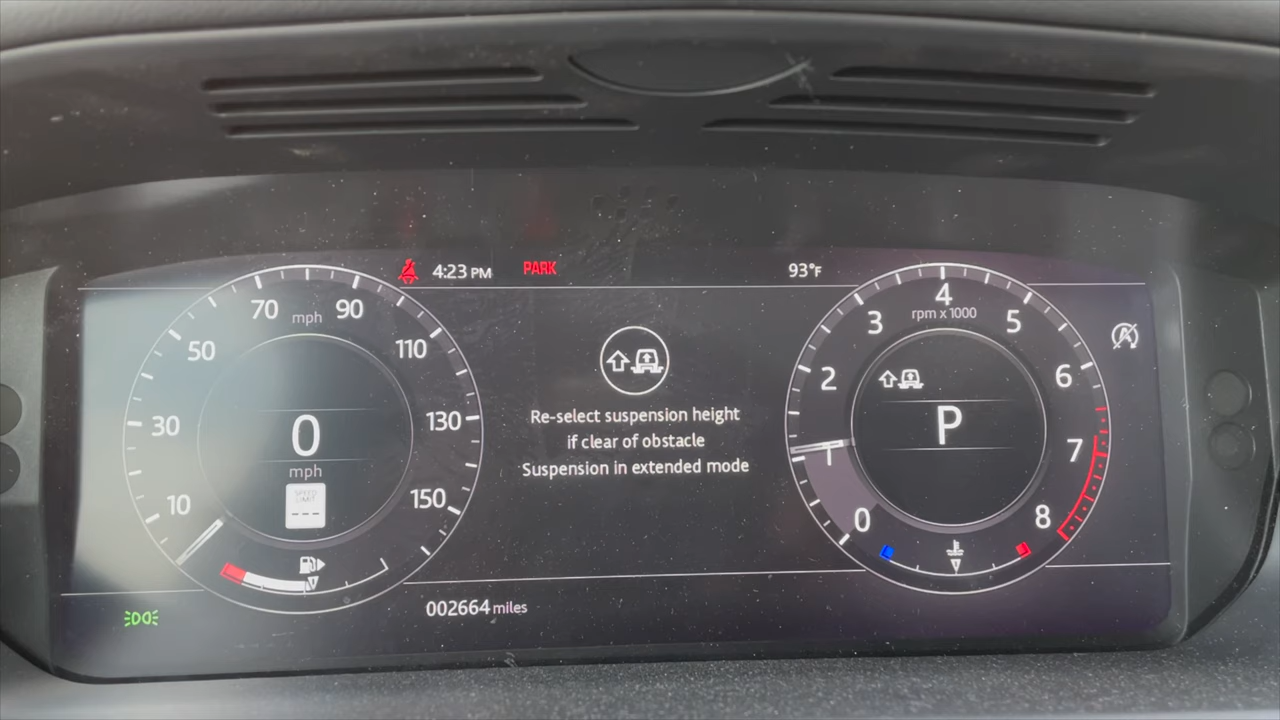 4:23 PM
PARK
93°F
70
mph
90
50
110
30
130
10
150
0
mph
SPEED
LIMIT
---
Re-select suspension height
if clear of obstacle
Suspension in extended mode
4
rpm x 1000
3
5
2
6
1
7
0
8
P
A
002664 miles